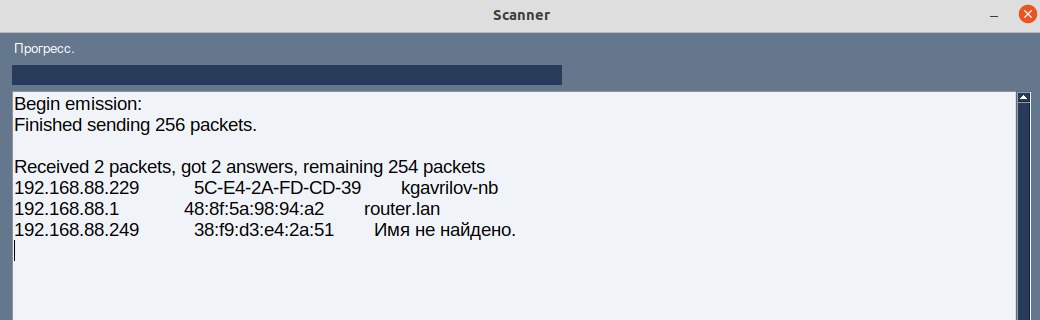 Scanner
Прогресс.
Begin emission:
Finished sending 256 packets.
Received 2 packets, got 2 answers, remaining 254 packets
192.168.88.229 5C-E4-2A-FD-CD-39 kgavrilov-nb
192.168.88.1 48:8f:5a:98:94:a2 router.lan
192.168.88.249 38:f9:d3:e4:2a:51 Имя не найдено.